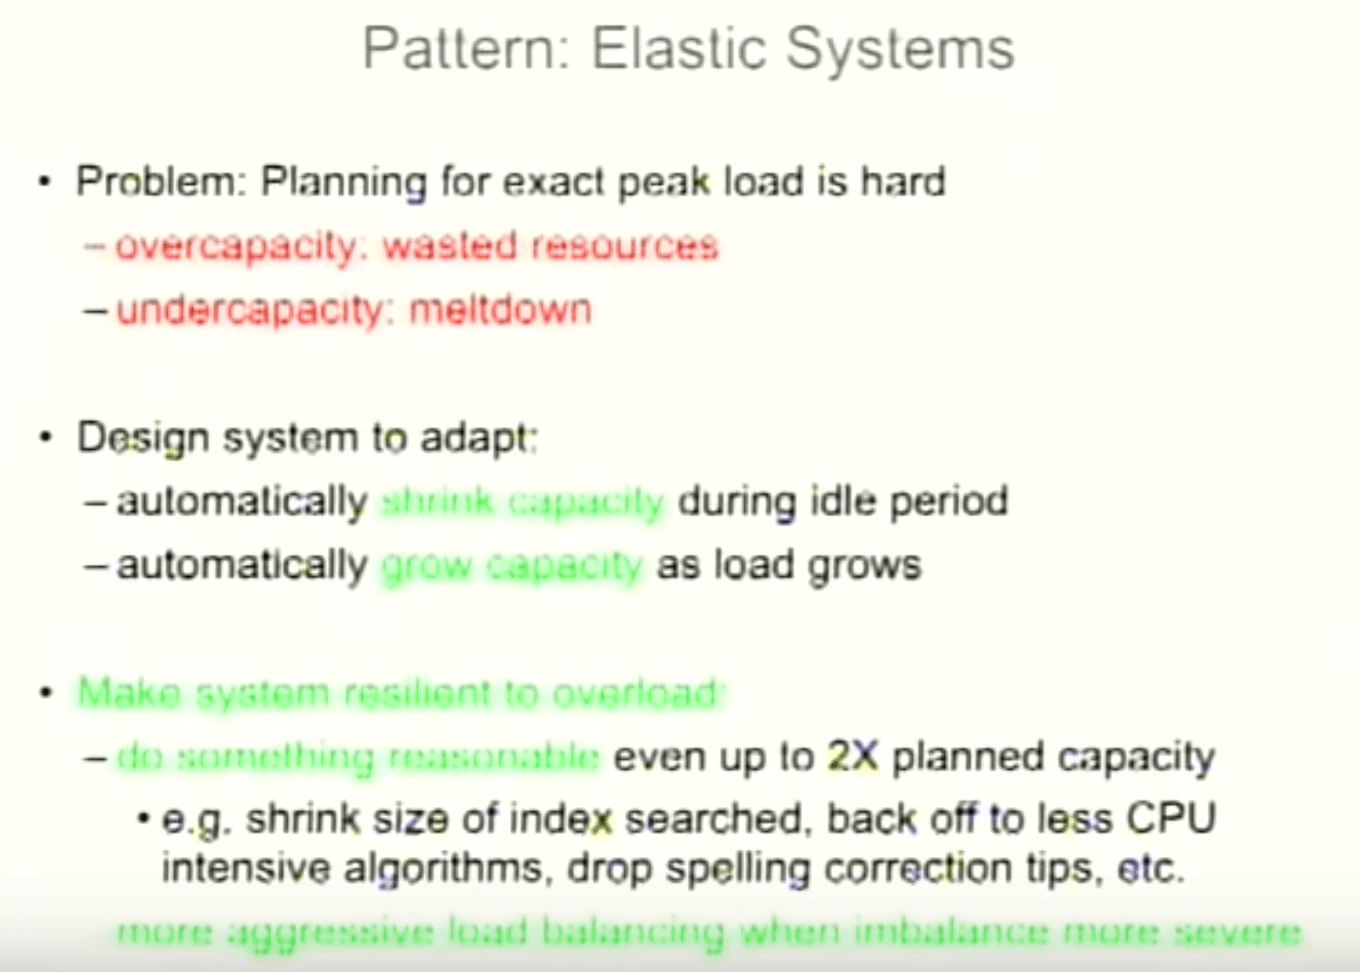 Pattern: Elastic Systems
• Problem: Planning for exact peak load is hard
– overcapacity: wasted resources
– undercapacity: meltdown
• Design system to adapt:
– automatically shrink capacity during idle period
– automatically grow capacity as load grows
• Make system resilient to overload:
– do something reasonable even up to 2X planned capacity
• e.g. shrink size of index searched, back off to less CPU
intensive algorithms, drop spelling correction tips, etc.
more aggressive load balancing when imbalance more severe